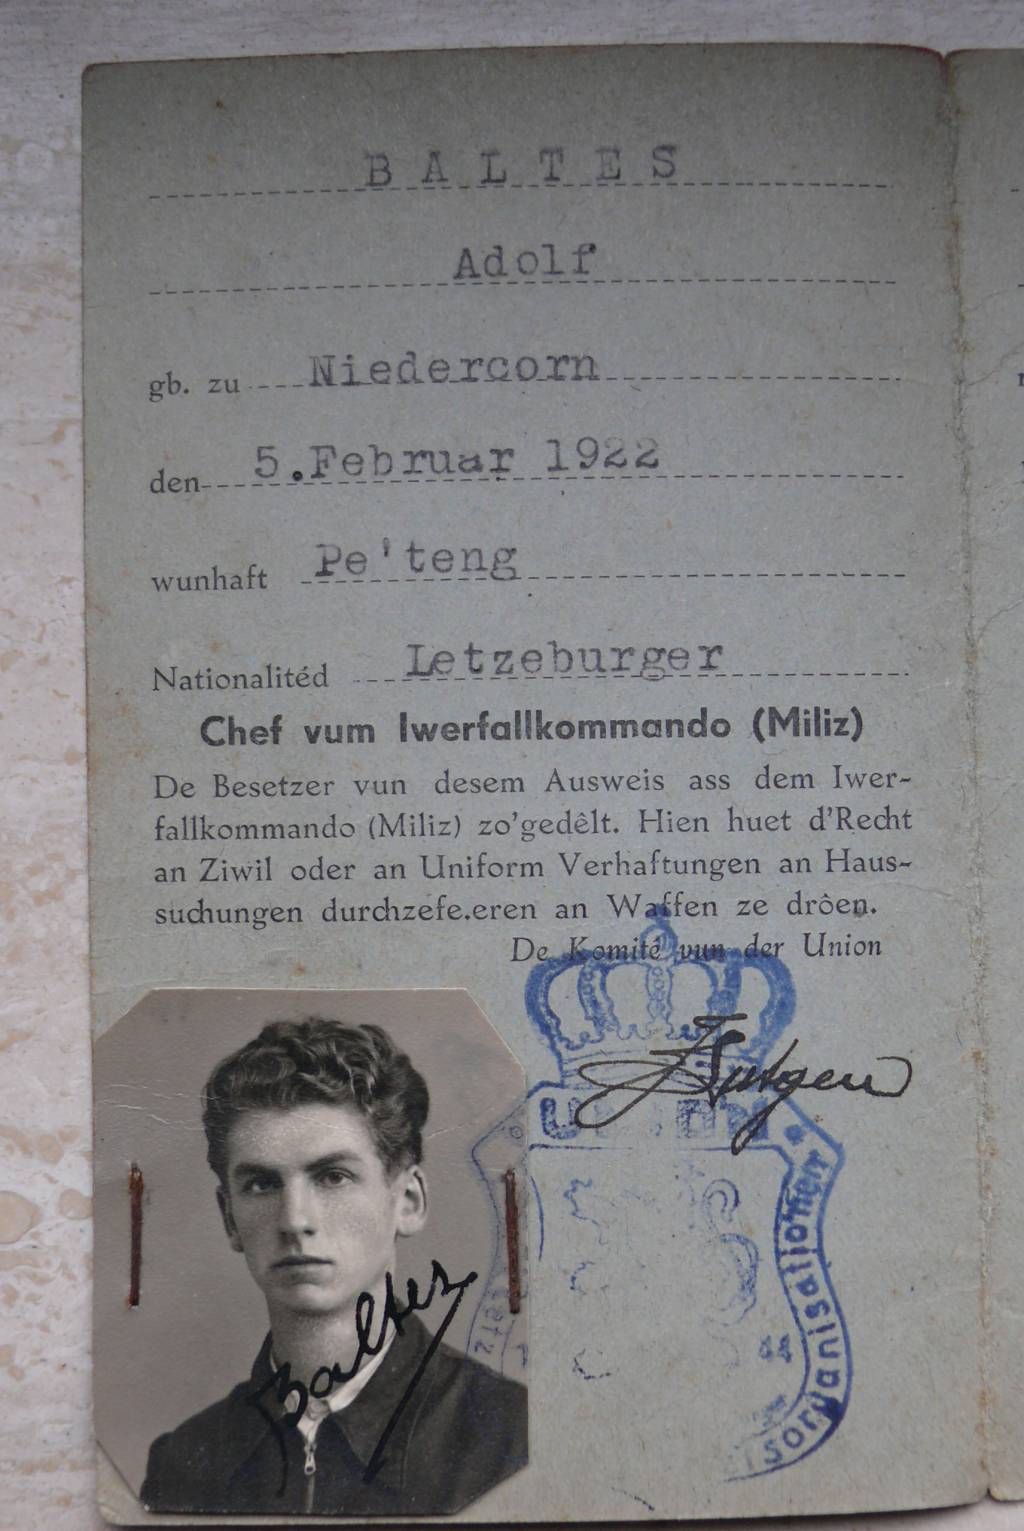 BALTES
Adolf
gb. zu Niedercorn
den 5.Februar 1922
wunhaft Pe'teng
Nationalitéd Letzeburger
Chef vum Iwerfallkommando (Miliz)
De Besetzer vun desem Ausweis ass dem Iwer-
fallkommando (Miliz) zo'gedêlt. Hien huet d'Recht
an Ziwil oder an Uniform Verhaftungen an Haus-
suchungen durchzefe.eren an Waffen ze drôen.
De Komité vun der Union
Baltes